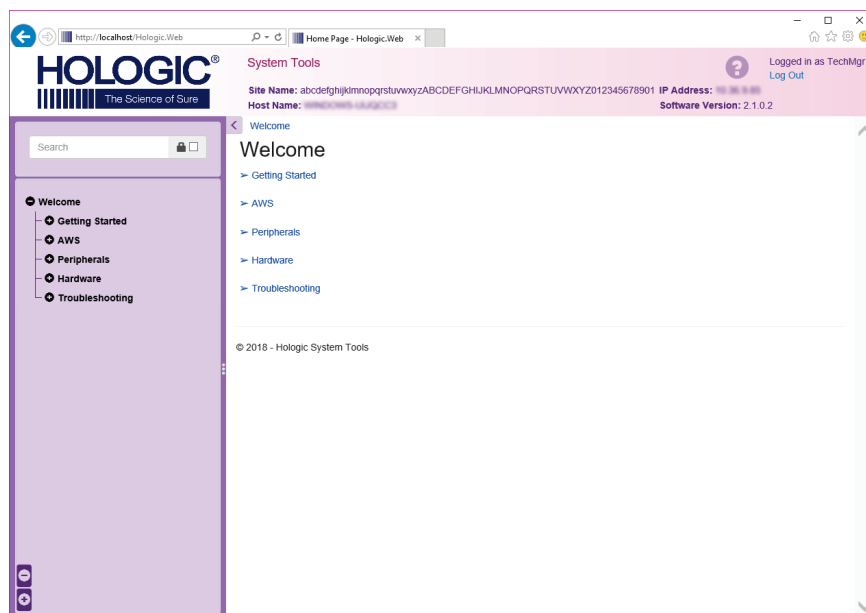 http://localhost/Hologic.Web
Home Page - Hologic.Web
HOLOGIC®
The Science of Sure
System Tools
Logged in as TechMgr
Log Out
Site Name: abcdefghijklmnopqrstuvwxyzABCDEFGHIJKLMNOPQRSTUVWXYZ012345678901 IP Address:
Host Name:
Software Version: 2.1.0.2
Search
Welcome
Getting Started
AWS
Peripherals
Hardware
Troubleshooting
Welcome
Welcome
➢ Getting Started
➢ AWS
➢ Peripherals
➢ Hardware
➢ Troubleshooting
© 2018 - Hologic System Tools